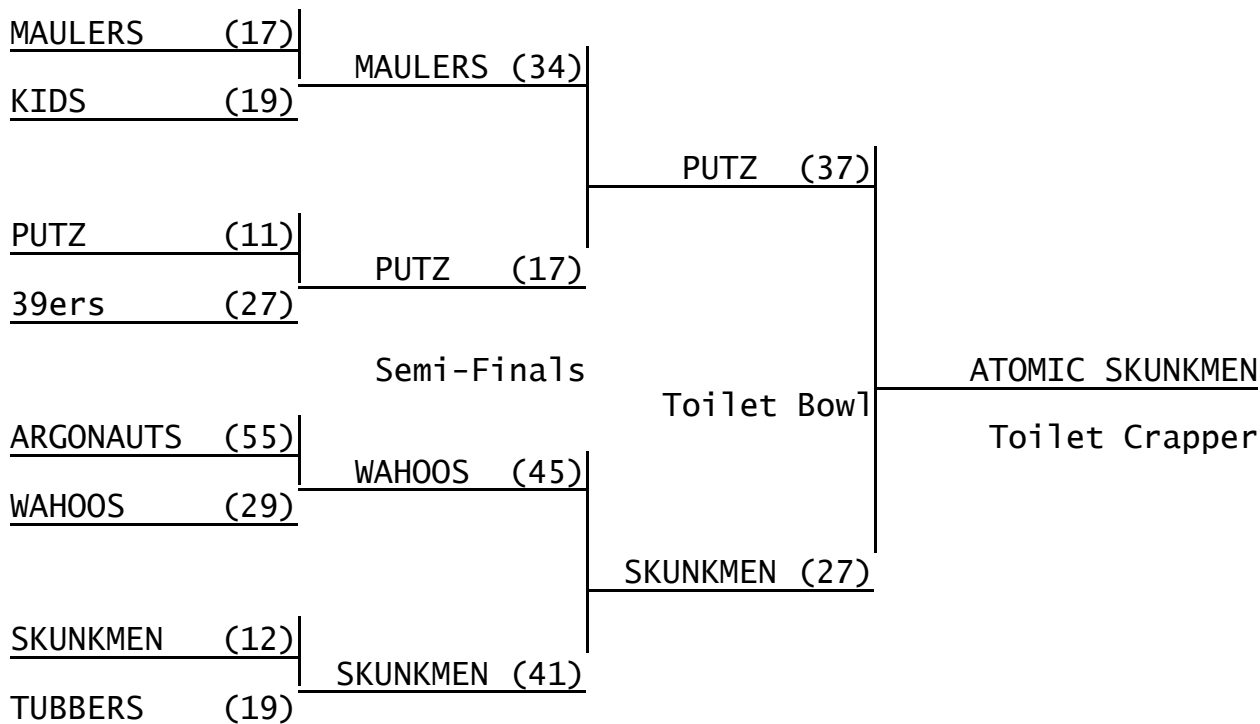 MAULERS (17)
MAULERS (34)
KIDS (19)
PUTZ (37)
PUTZ (11)
PUTZ (17)
39ers (27)
Semi-Finals
ATOMIC SKUNKMEN
Toilet Bowl
ARGONAUTS (55)
Toilet Crapper
WAHOOS (45)
WAHOOS (29)
SKUNKMEN (27)
SKUNKMEN (12)
SKUNKMEN (41)
TUBBERS (19)